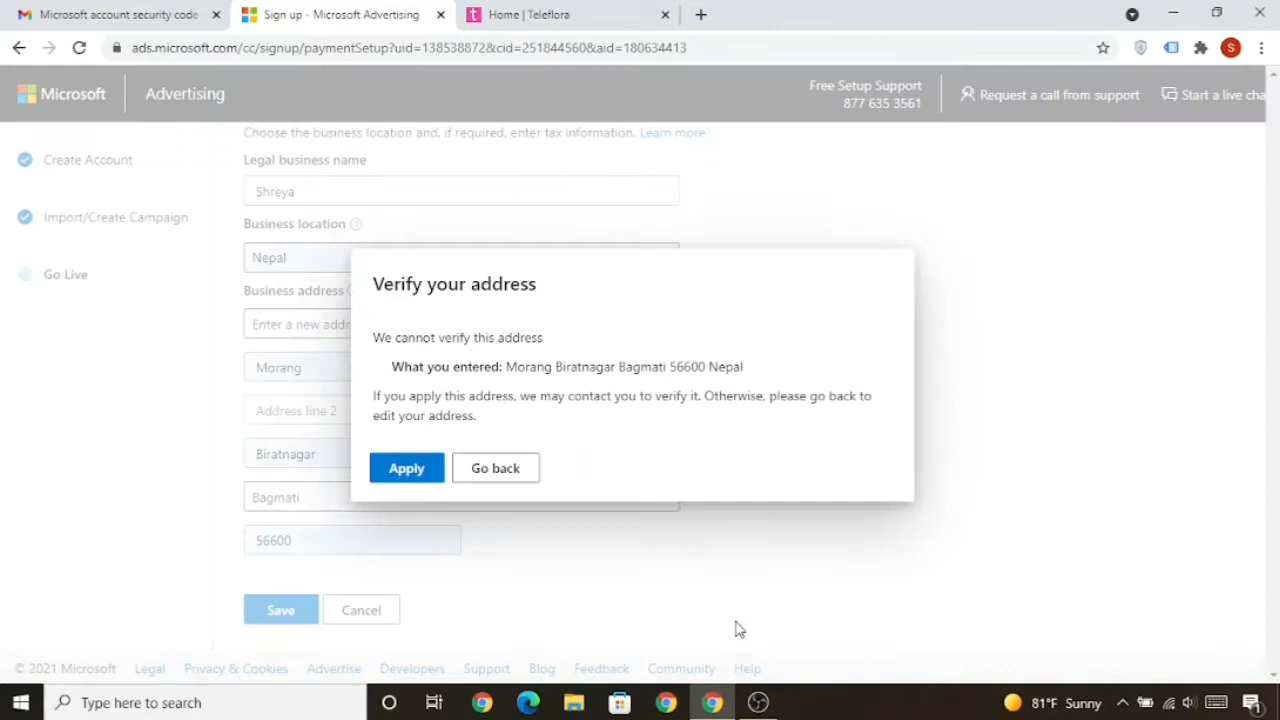 Microsoft account security code
Sign up - Microsoft Advertising
Home | Teleflora
ads.microsoft.com/cc/signup/paymentSetup?uid=138538872&cid=251844560&aid=180634413
S
Microsoft
Advertising
Free Setup Support
877 635 3561
Request a call from support
Start a live cha
Choose the business location and, if required, enter tax information. Learn more
Create Account
Import/Create Campaign
Go Live
Legal business name
Shreya
Business location
Nepal
Business address
Enter a new addr
Morang
Address line 2
Biratnagar
Bagmati
56600
Save
Cancel
Verify your address
We cannot verify this address
What you entered: Morang Biratnagar Bagmati 56600 Nepal
If you apply this address, we may contact you to verify it. Otherwise, please go back to
edit your address.
Apply
Go back
© 2021 Microsoft
Legal
Privacy & Cookies
Advertise
Developers
Support
Blog
Feedback
Community
Help
Type here to search
81°F Sunny
1